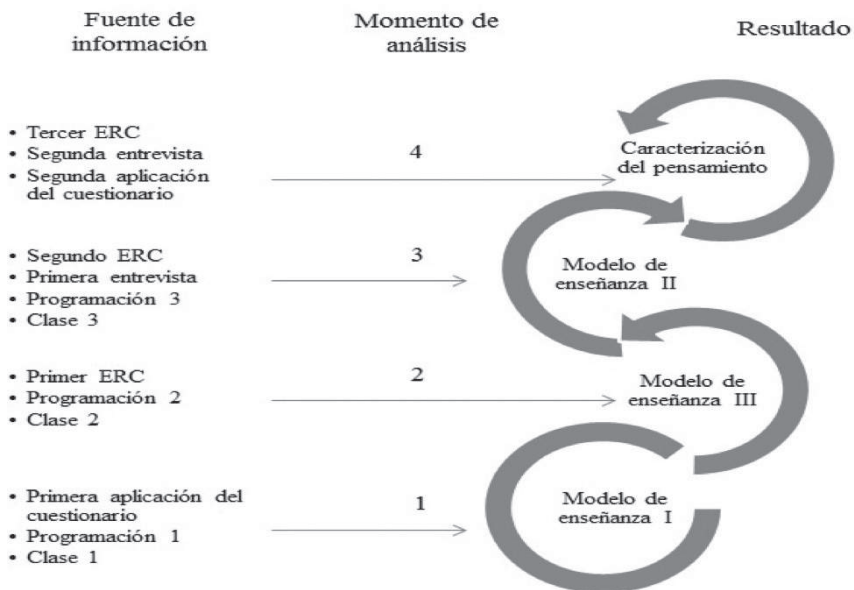 Fuente de
información
Momento de
análisis
Resultado
• Tercer ERC
• Segunda entrevista
• Segunda aplicación
del cuestionario
4
Caracterización
del pensamiento
• Segundo ERC
• Primera entrevista
• Programación 3
• Clase 3
3
Modelo de
enseñanza II
• Primer ERC
• Programación 2
• Clase 2
2
Modelo de
enseñanza III
• Primera aplicación del
cuestionario
• Programación 1
• Clase 1
1
Modelo de
enseñanza I